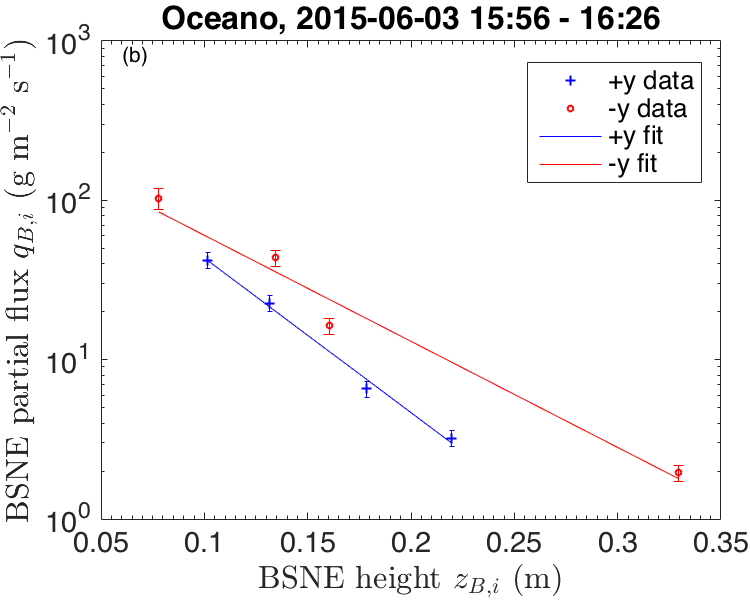 Oceano, 2015-06-03 15:56 - 16:26
(b)
+y data
-y data
+y fit
-y fit
BSNE partial flux q_{B,i} (g m^{-2} s^{-1})
10^3
10^2
10^1
10^0
0.05 0.1 0.15 0.2 0.25 0.3 0.35
BSNE height z_{B,i} (m)